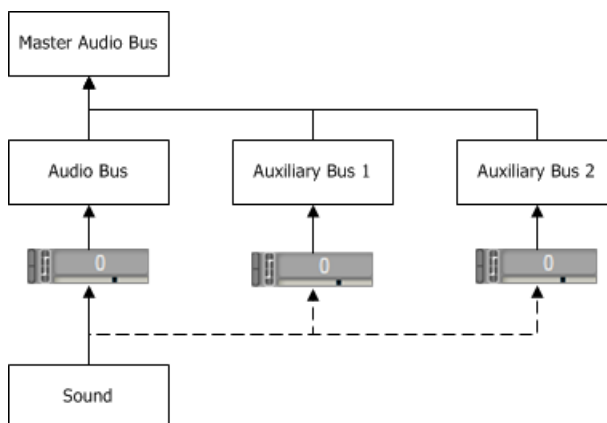 Master Audio Bus
Audio Bus
Auxiliary Bus 1
Auxiliary Bus 2
0
0
0
Sound